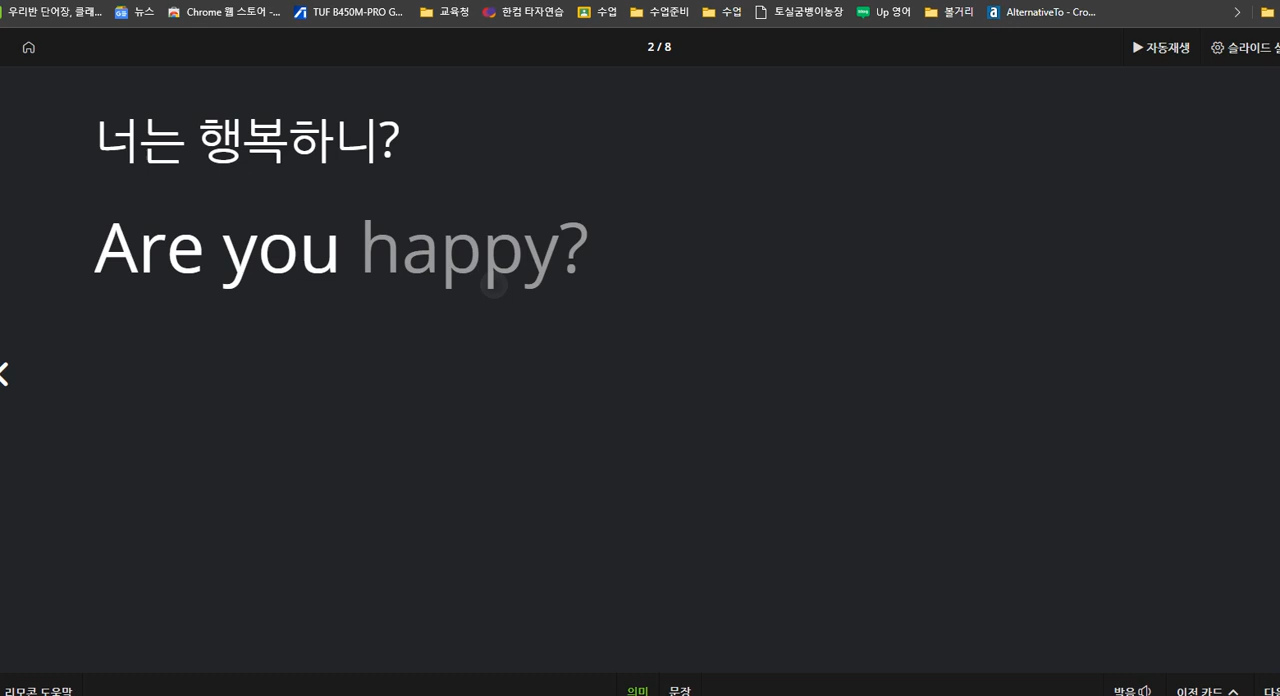 우리반 단어장, 클래... 뉴스 Chrome 웹 스토어 -... TUF B450M-PRO G... 교육청 한컴 타자연습 수업 수업준비 수업 토실굼벵이농장 Up 영어 볼거리 AlternativeTo - Cro...
2 / 8 자동재생 슬라이드
너는 행복하니?
Are you happy?
리모콘 도움말 의미 문장 발음 이전 카드